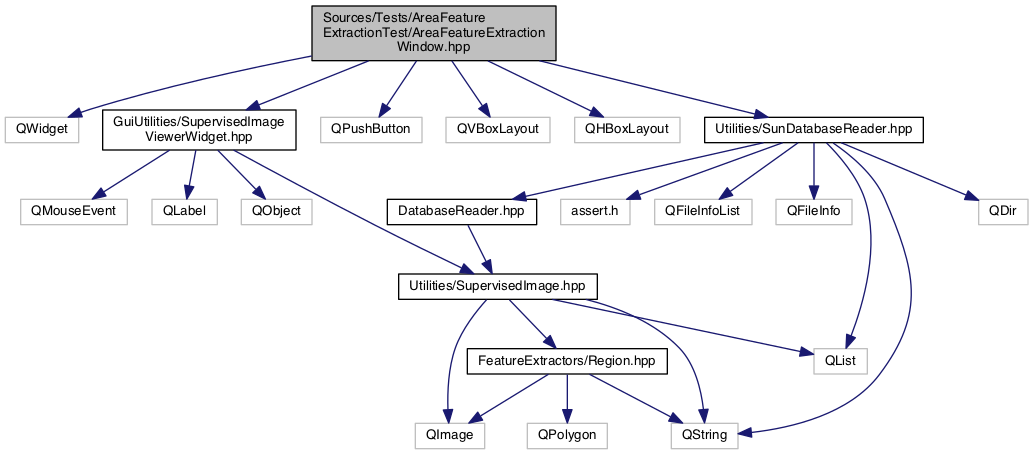 Sources/Tests/AreaFeature
ExtractionTest/AreaFeatureExtraction
Window.hpp
QWidget
GuiUtilities/SupervisedImage
ViewerWidget.hpp
QPushButton
QVBoxLayout
QHBoxLayout
Utilities/SunDatabaseReader.hpp
QMouseEvent
QLabel
QObject
DatabaseReader.hpp
assert.h
QFileInfoList
QFileInfo
QDir
Utilities/SupervisedImage.hpp
FeatureExtractors/Region.hpp
QList
QImage
QPolygon
QString